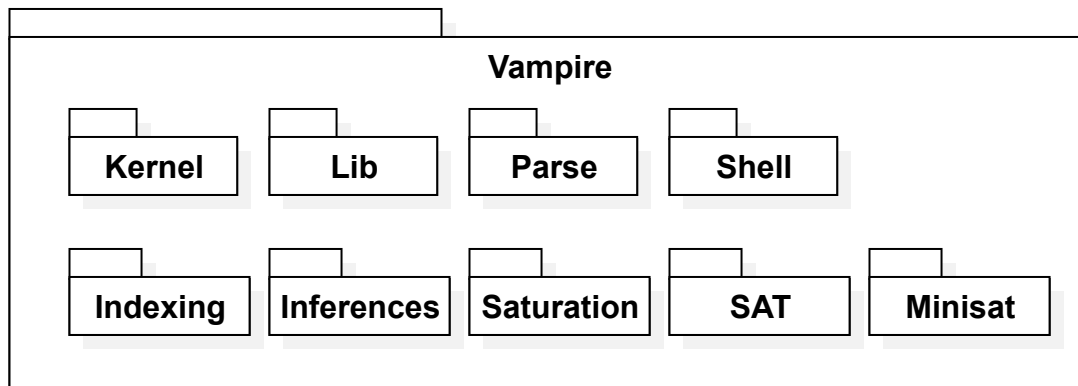 Vampire
Kernel Lib Parse Shell
Indexing Inferences Saturation SAT Minisat